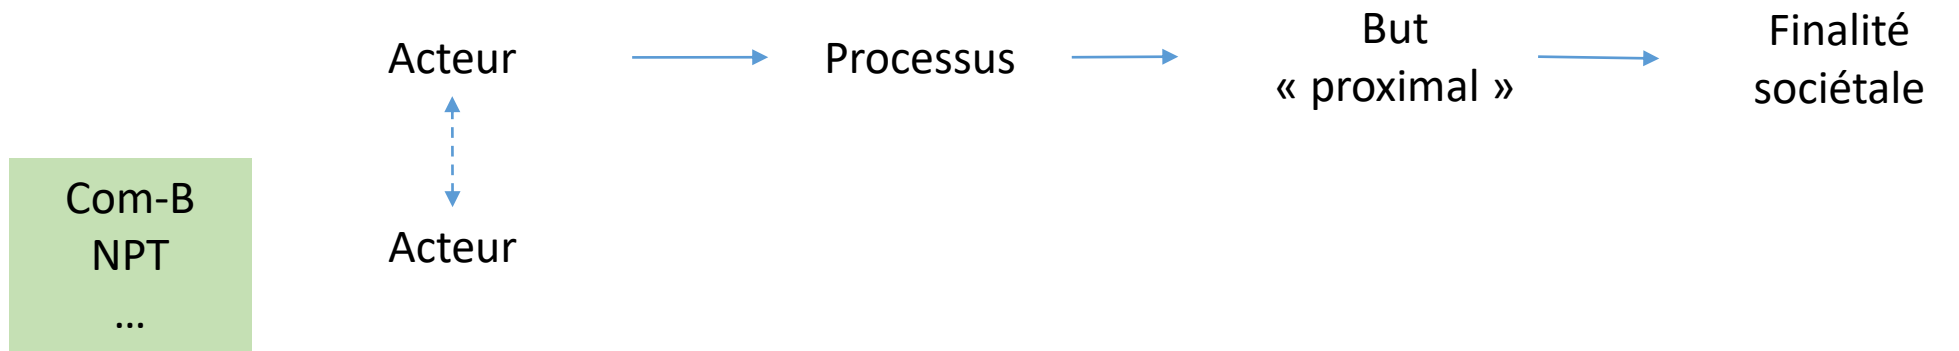 Acteur
Processus
But
« proximal »
Finalité
sociétale
Com-B
NPT
...
Acteur